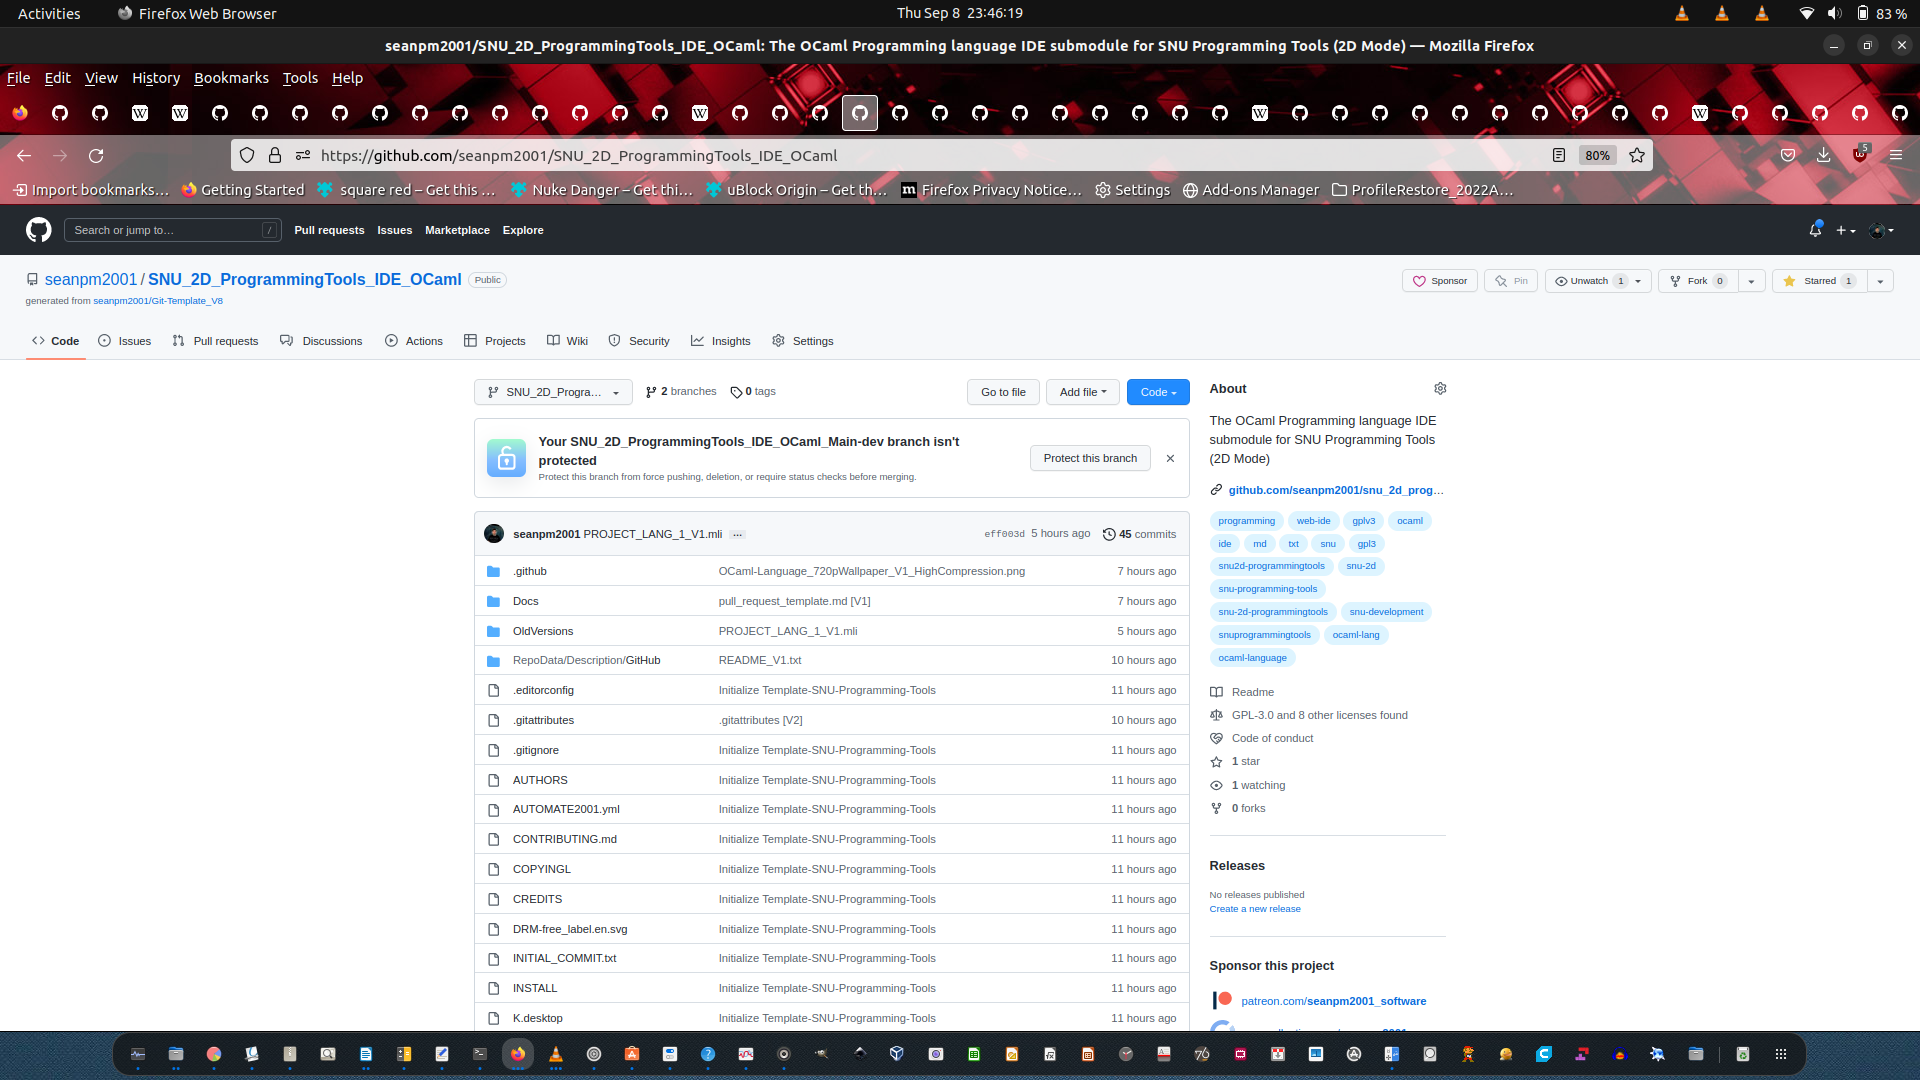 Activities Firefox Web Browser Thu Sep 8 23:46:19 83 %
seanpm2001/SNU_2D_ProgrammingTools_IDE_OCaml: The OCaml Programming language IDE submodule for SNU Programming Tools (2D Mode) — Mozilla Firefox
File Edit View History Bookmarks Tools Help
https://github.com/seanpm2001/SNU_2D_ProgrammingTools_IDE_OCaml 80% 5
Import bookmarks… Getting Started square red – Get this … Nuke Danger – Get thi… uBlock Origin – Get th… Firefox Privacy Notice… Settings Add-ons Manager ProfileRestore_2022A…
Search or jump to… / Pull requests Issues Marketplace Explore
seanpm2001 / SNU_2D_ProgrammingTools_IDE_OCaml Public Sponsor Pin Unwatch 1 Fork 0 Starred 1
generated from seanpm2001/Git-Template_V8
Code Issues Pull requests Discussions Actions Projects Wiki Security Insights Settings
SNU_2D_Progra… 2 branches 0 tags Go to file Add file Code
Your SNU_2D_ProgrammingTools_IDE_OCaml_Main-dev branch isn't protected
Protect this branch from force pushing, deletion, or require status checks before merging.
Protect this branch
seanpm2001 PROJECT_LANG_1_V1.mli … eff003d 5 hours ago 45 commits
.github OCaml-Language_720pWallpaper_V1_HighCompression.png 7 hours ago
Docs pull_request_template.md [V1] 7 hours ago
OldVersions PROJECT_LANG_1_V1.mli 5 hours ago
RepoData/Description/GitHub README_V1.txt 10 hours ago
.editorconfig Initialize Template-SNU-Programming-Tools 11 hours ago
.gitattributes .gitattributes [V2] 10 hours ago
.gitignore Initialize Template-SNU-Programming-Tools 11 hours ago
AUTHORS Initialize Template-SNU-Programming-Tools 11 hours ago
AUTOMATE2001.yml Initialize Template-SNU-Programming-Tools 11 hours ago
CONTRIBUTING.md Initialize Template-SNU-Programming-Tools 11 hours ago
COPYINGL Initialize Template-SNU-Programming-Tools 11 hours ago
CREDITS Initialize Template-SNU-Programming-Tools 11 hours ago
DRM-free_label.en.svg Initialize Template-SNU-Programming-Tools 11 hours ago
INITIAL_COMMIT.txt Initialize Template-SNU-Programming-Tools 11 hours ago
INSTALL Initialize Template-SNU-Programming-Tools 11 hours ago
K.desktop Initialize Template-SNU-Programming-Tools 11 hours ago
About
The OCaml Programming language IDE
submodule for SNU Programming Tools
(2D Mode)
github.com/seanpm2001/snu_2d_prog…
programming web-ide gplv3 ocaml
ide md txt snu gpl3
snu2d-programmingtools snu-2d
snu-programming-tools
snu-2d-programmingtools snu-development
snuprogrammingtools ocaml-lang
ocaml-language
Readme
GPL-3.0 and 8 other licenses found
Code of conduct
1 star
1 watching
0 forks
Releases
No releases published
Create a new release
Sponsor this project
patreon.com/seanpm2001_software